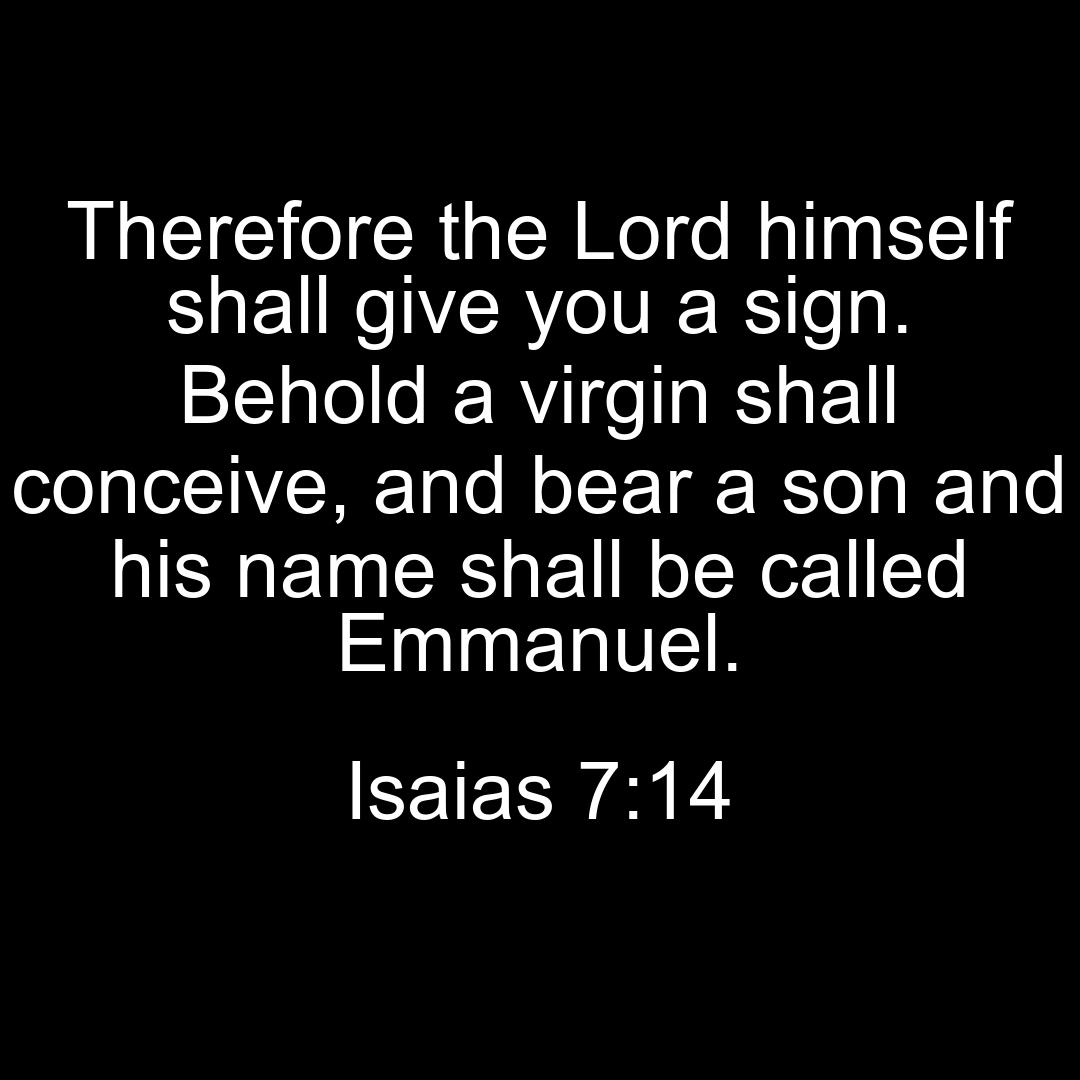 Therefore the Lord himself
shall give you a sign.
Behold a virgin shall
conceive, and bear a son and
his name shall be called
Emmanuel.
Isaias 7:14